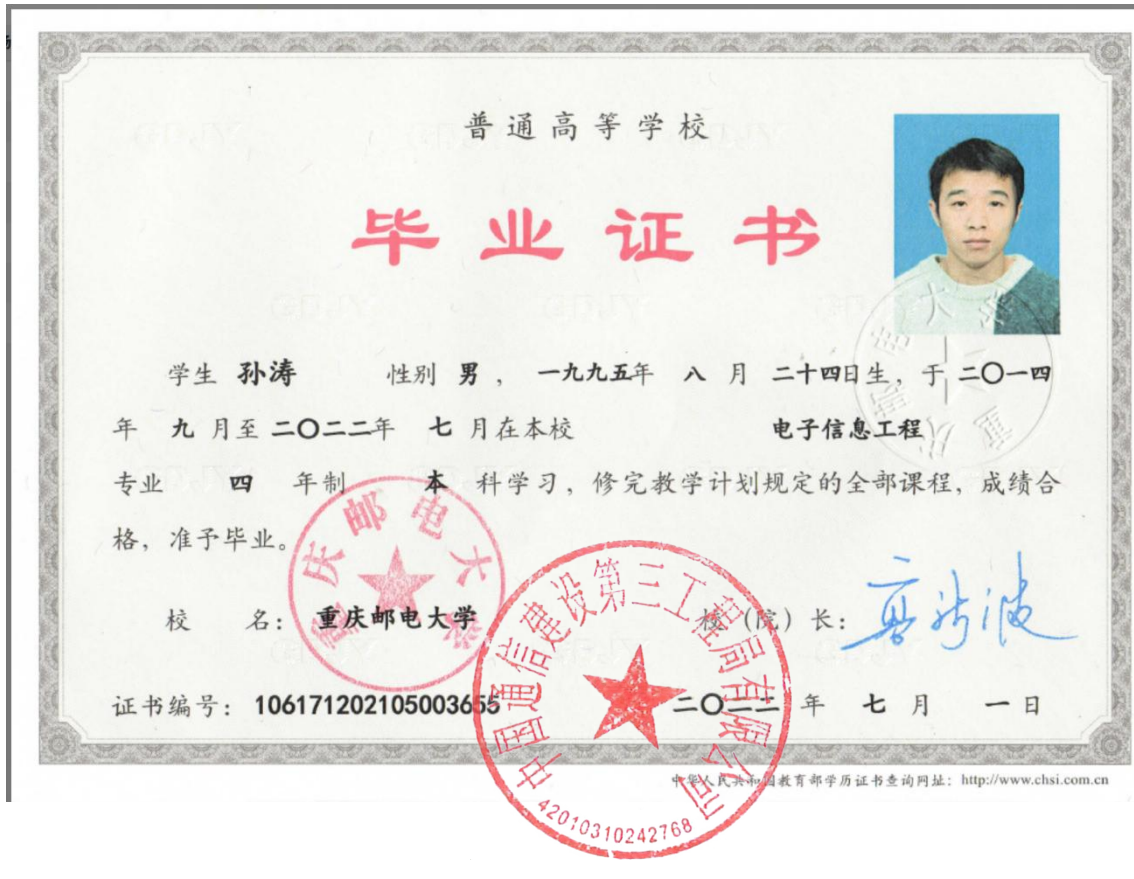 普通高等学校
毕业证书
学生 孙涛 性别 男 ， 一九九五年 八 月 二十四日生，于 二〇一四
年 九 月至 二〇二二年 七 月在本校 电子信息工程
专业 四 年制 本 科学习，修完教学计划规定的全部课程，成绩合
格，准予毕业。
校 名： 重庆邮电大学 校（院）长：
证书编号： 106171202105003655 二〇二二 年 七 月 一 日
中华人民共和国教育部学历证书查询网址：http://www.chsi.com.cn
重庆邮电大学
重庆邮电大学
中国通信建设第三工程局有限公司
42010310242768